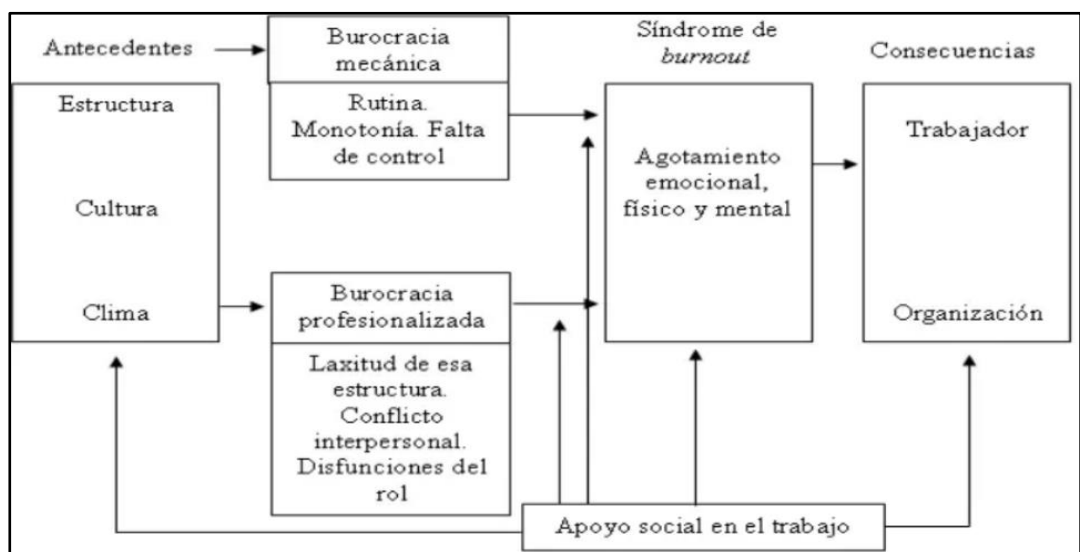 Antecedentes
Estructura
Cultura
Clima
Burocracia
mecánica
Rutina.
Monotonía. Falta
de control
Burocracia
profesionalizada
Laxitud de esa
estructura.
Conflicto
interpersonal.
Disfunciones del
rol
Síndrome de
burnout
Agotamiento
emocional,
físico y mental
Consecuencias
Trabajador
Organización
Apoyo social en el trabajo